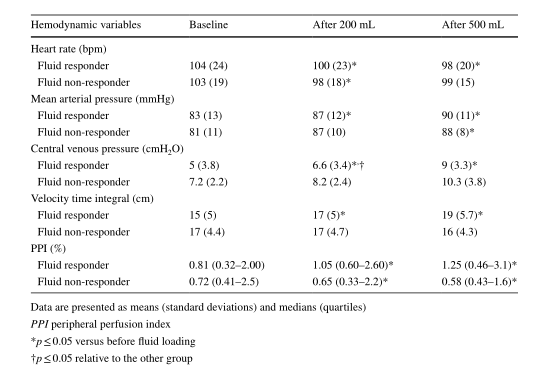 Hemodynamic variables Baseline After 200 mL After 500 mL
Heart rate (bpm)
Fluid responder 104 (24) 100 (23)* 98 (20)*
Fluid non-responder 103 (19) 98 (18)* 99 (15)
Mean arterial pressure (mmHg)
Fluid responder 83 (13) 87 (12)* 90 (11)*
Fluid non-responder 81 (11) 87 (10) 88 (8)*
Central venous pressure (cmH₂O)
Fluid responder 5 (3.8) 6.6 (3.4)*,† 9 (3.3)*
Fluid non-responder 7.2 (2.2) 8.2 (2.4) 10.3 (3.8)
Velocity time integral (cm)
Fluid responder 15 (5) 17 (5)* 19 (5.7)*
Fluid non-responder 17 (4.4) 17 (4.7) 16 (4.3)
PPI (%)
Fluid responder 0.81 (0.32–2.00) 1.05 (0.60–2.60)* 1.25 (0.46–3.1)*
Fluid non-responder 0.72 (0.41–2.5) 0.65 (0.33–2.2)* 0.58 (0.43–1.6)*
Data are presented as means (standard deviations) and medians (quartiles)
PPI peripheral perfusion index
*p ≤ 0.05 versus before fluid loading
†p ≤ 0.05 relative to the other group